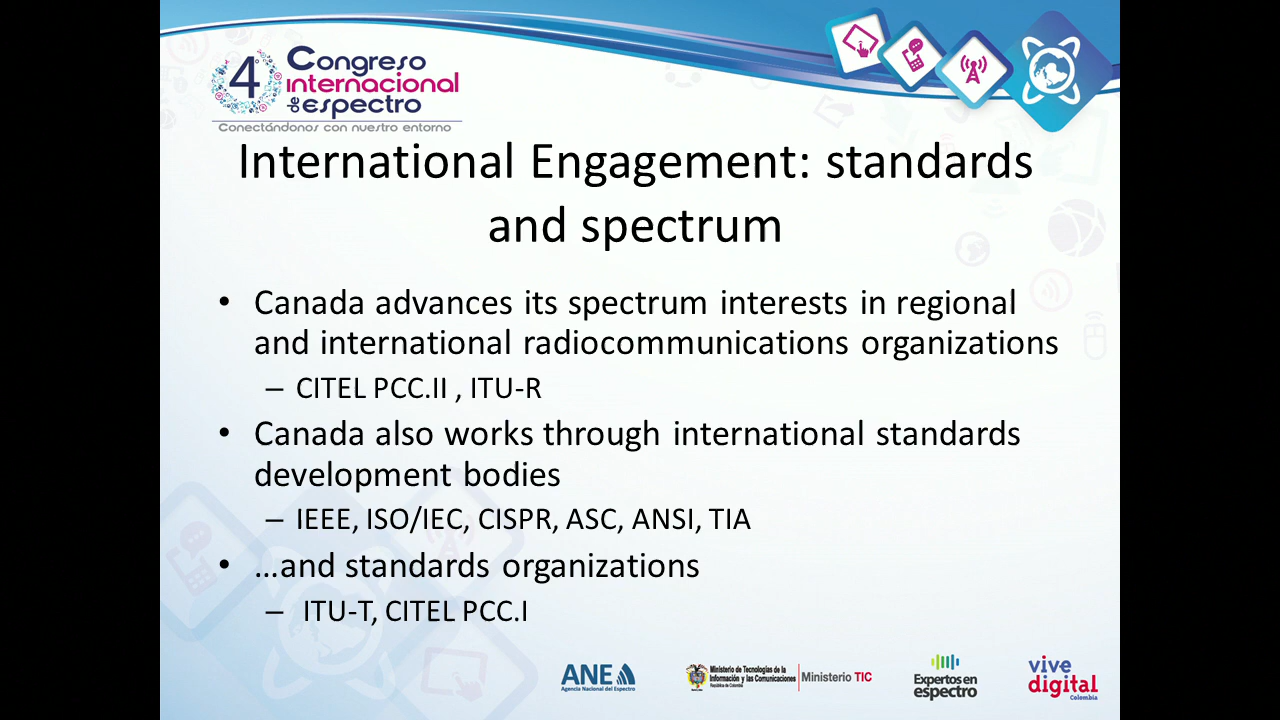 4°
Congreso
internacional
de espectro
Conectándonos con nuestro entorno
International Engagement: standards
and spectrum
• Canada advances its spectrum interests in regional
and international radiocommunications organizations
– CITEL PCC.II , ITU-R
• Canada also works through international standards
development bodies
– IEEE, ISO/IEC, CISPR, ASC, ANSI, TIA
• …and standards organizations
– ITU-T, CITEL PCC.I
ANE
Agencia Nacional del Espectro
Ministerio de Tecnologías de la
Información y las Comunicaciones
República de Colombia
Ministerio TIC
Expertos en
espectro
vive
digital
Colombia